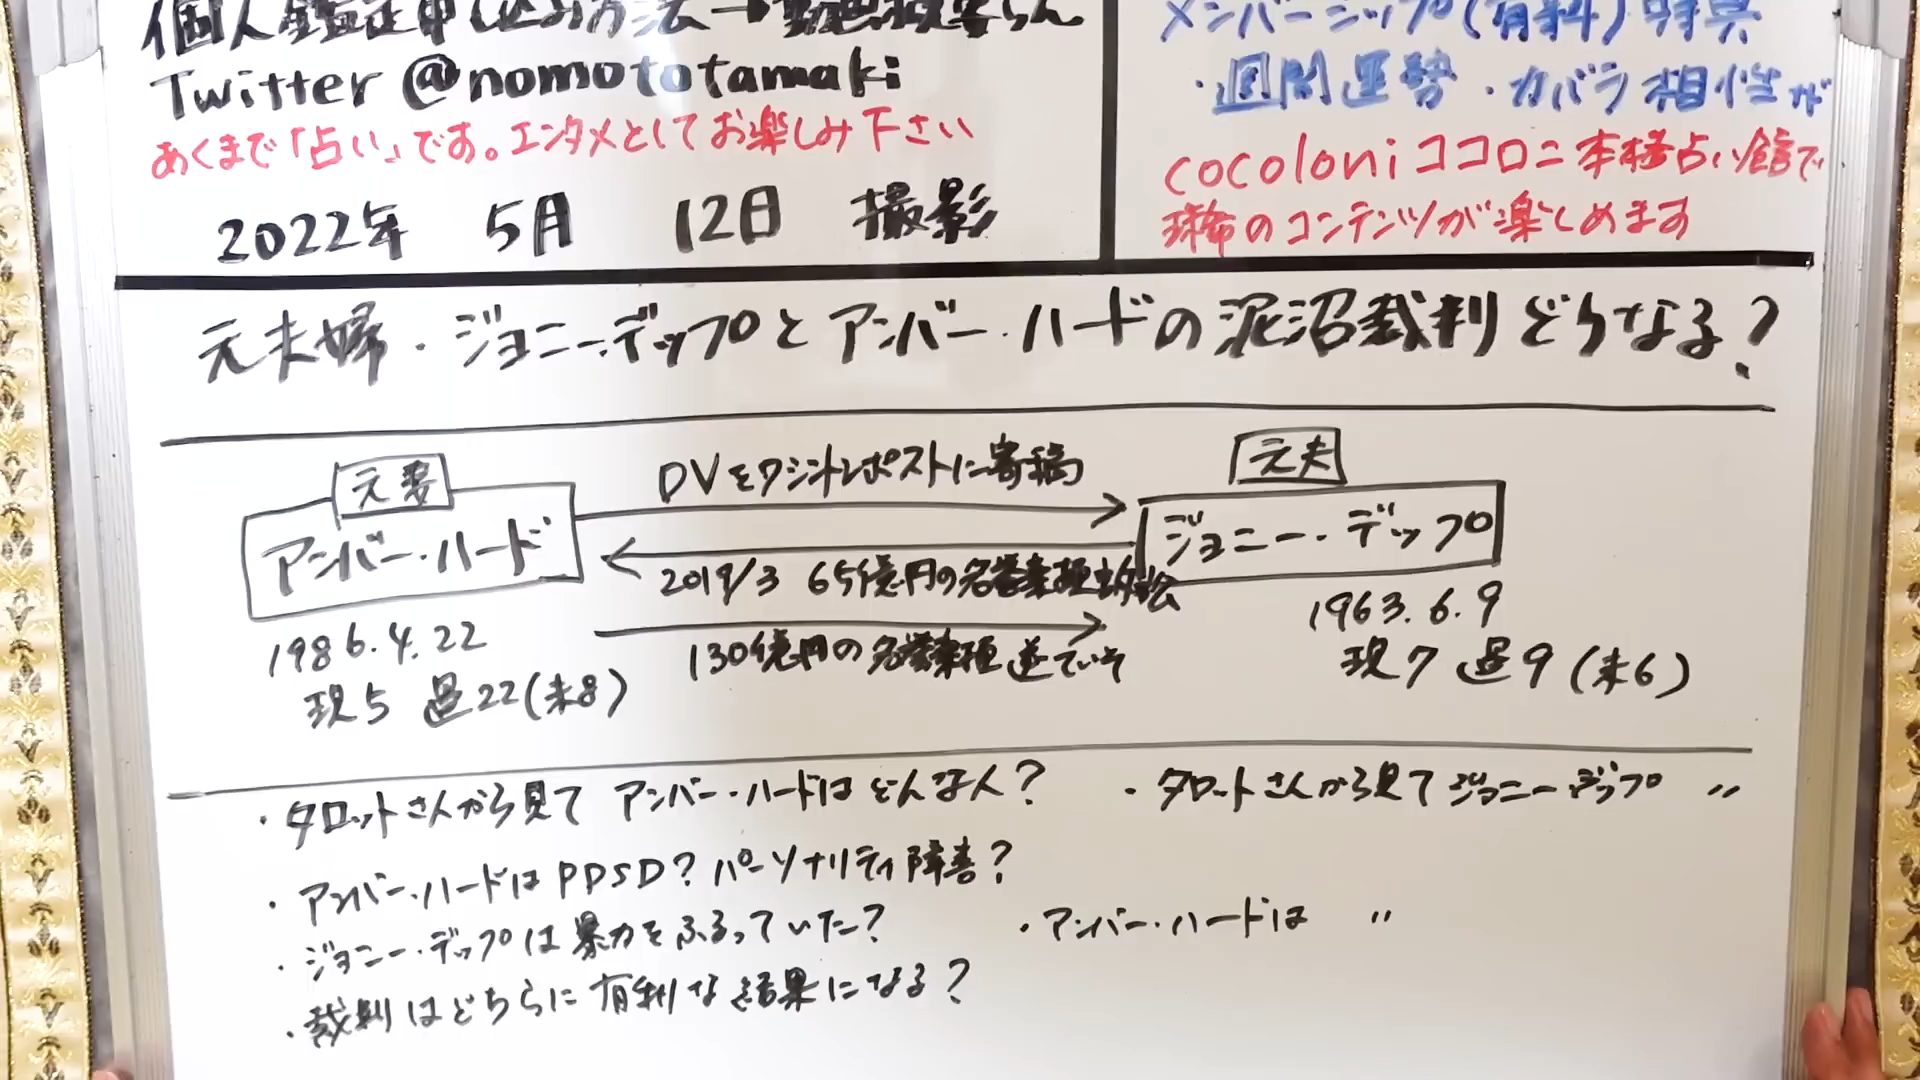 個人鑑定申し込み方法→動画概要らん
Twitter @nomototamaki
あくまで「占い」です。エンタメとしてお楽しみ下さい
2022年 5月 12日 撮影
メンバーシップ(有料)特典
・週間運勢・カバラ相性が
cocoloniココロニ本格占い館で
珠希のコンテンツが楽しめます
元夫婦・ジョニー・デップとアンバー・ハードの泥沼裁判どうなる?
元妻
アンバー・ハード
1986.4.22
現5 過22(未8)
DVをワシントンポストに寄稿
2019/3 65億円の名誉棄損
130億円の名誉棄損 逆ていそ
元夫
ジョニー・デップ
1963.6.9
現7 過9(未6)
・タロットさんから見て アンバー・ハードはどんな人?
・タロットさんから見てジョニー・デップ 〃
・アンバー・ハードはPPSD?パーソナリティ障害?
・ジョニー・デップは暴力をふるっていた?
・アンバー・ハードは 〃
・裁判はどちらに有利な結果になる?